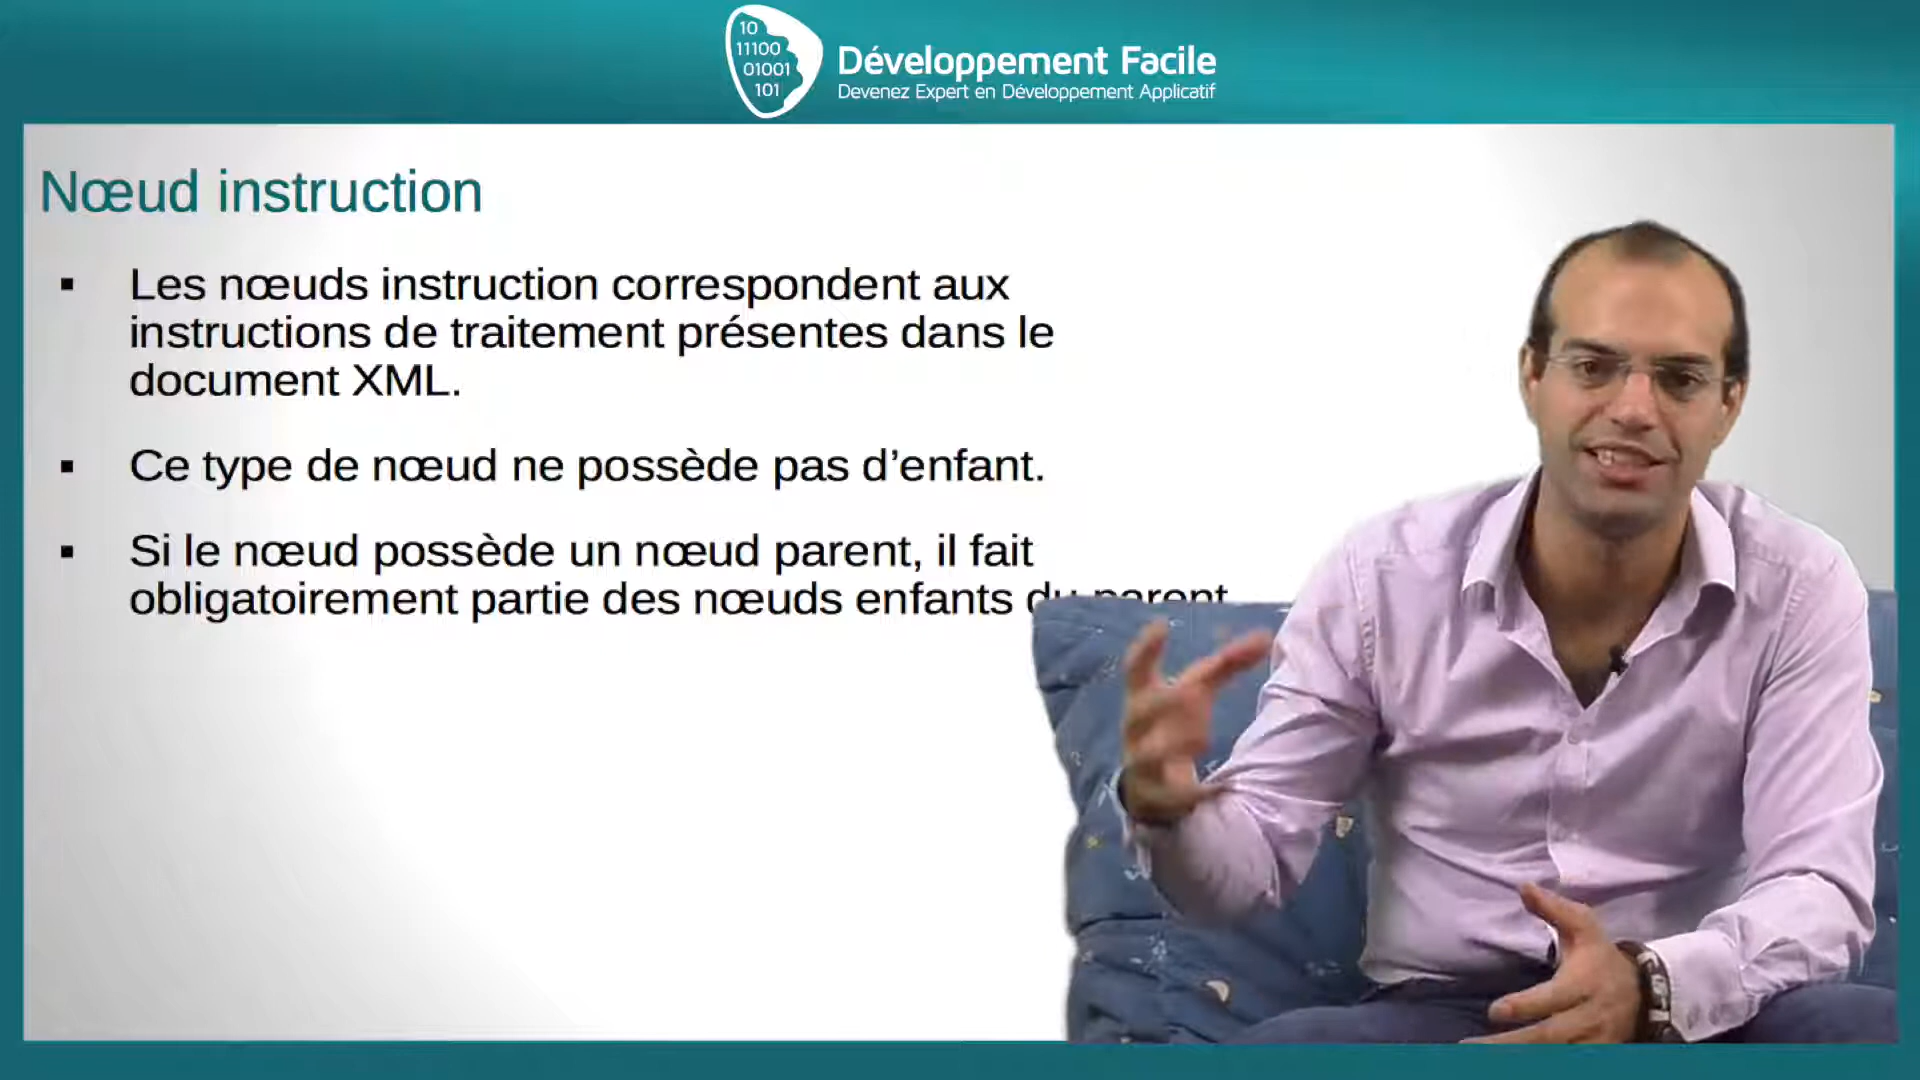 10
11100
01001
101
Développement Facile
Devenez Expert en Développement Applicatif
Nœud instruction
▪ Les nœuds instruction correspondent aux
instructions de traitement présentes dans le
document XML.
▪ Ce type de nœud ne possède pas d’enfant.
▪ Si le nœud possède un nœud parent, il fait
obligatoirement partie des nœuds enfants du parent